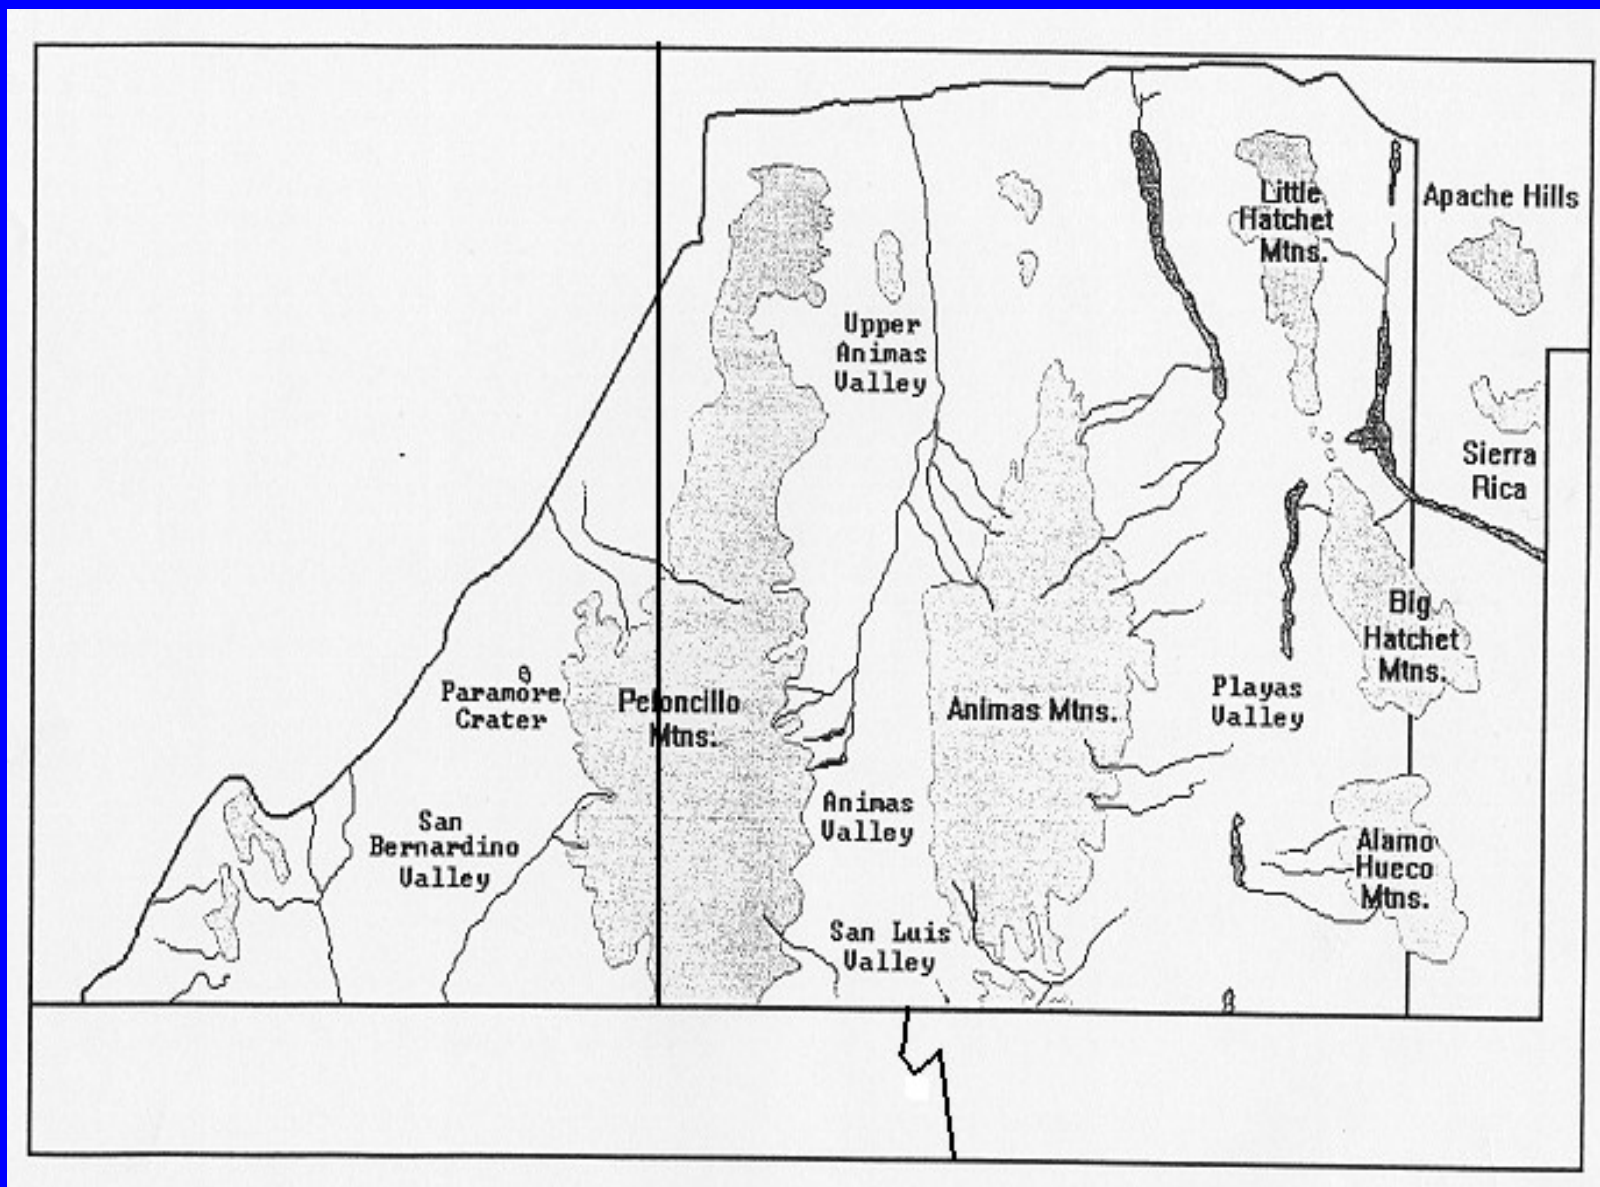 Little
Hatchet
Mtns.
Apache Hills
Upper
Animas
Valley
Sierra
Rica
Big
Hatchet
Mtns.
Paramore
Crater
Peloncillo
Mtns.
Animas Mtns.
Playas
Valley
San
Bernardino
Valley
Animas
Valley
Alamo
Hueco
Mtns.
San Luis
Valley